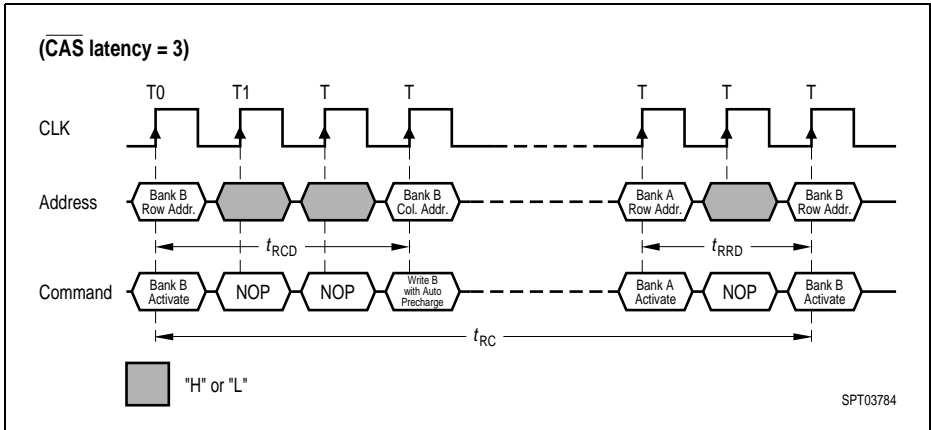 (CAS latency = 3)
T0 T1 T T T T T
CLK
Address
Bank B
Row Addr.
Bank B
Col. Addr.
Bank A
Row Addr.
Bank B
Row Addr.
tRCD
tRRD
Command
Bank B
Activate
NOP
NOP
Write B
with Auto
Precharge
Bank A
Activate
NOP
Bank B
Activate
tRC
"H" or "L"
SPT03784